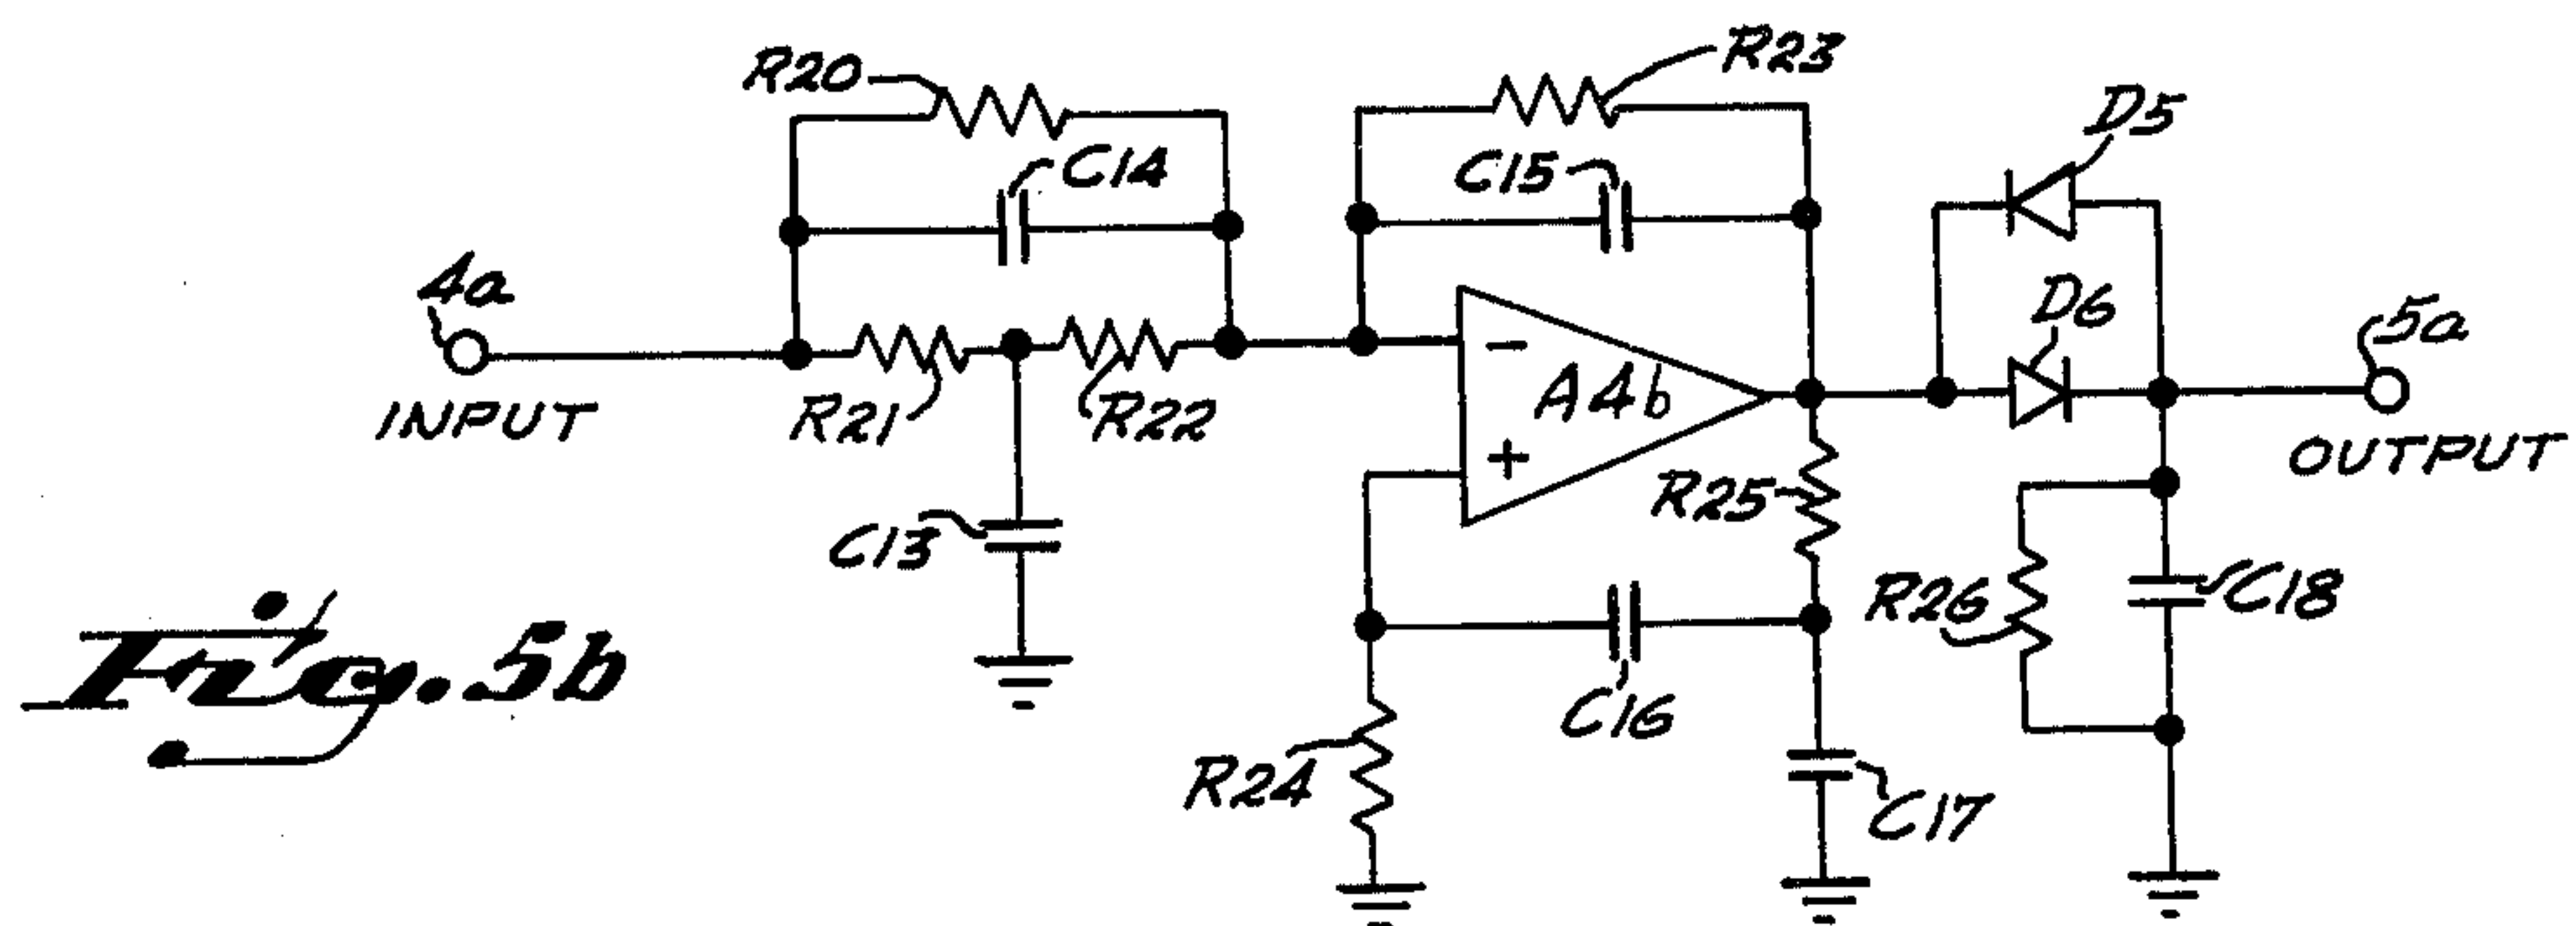 R20
R23
D5
C14
C15
4a
D6
5a
INPUT
R21
R22
-
A4b
+
OUTPUT
R25
C13
R26
C18
Fig. 5b
C16
R24
C17